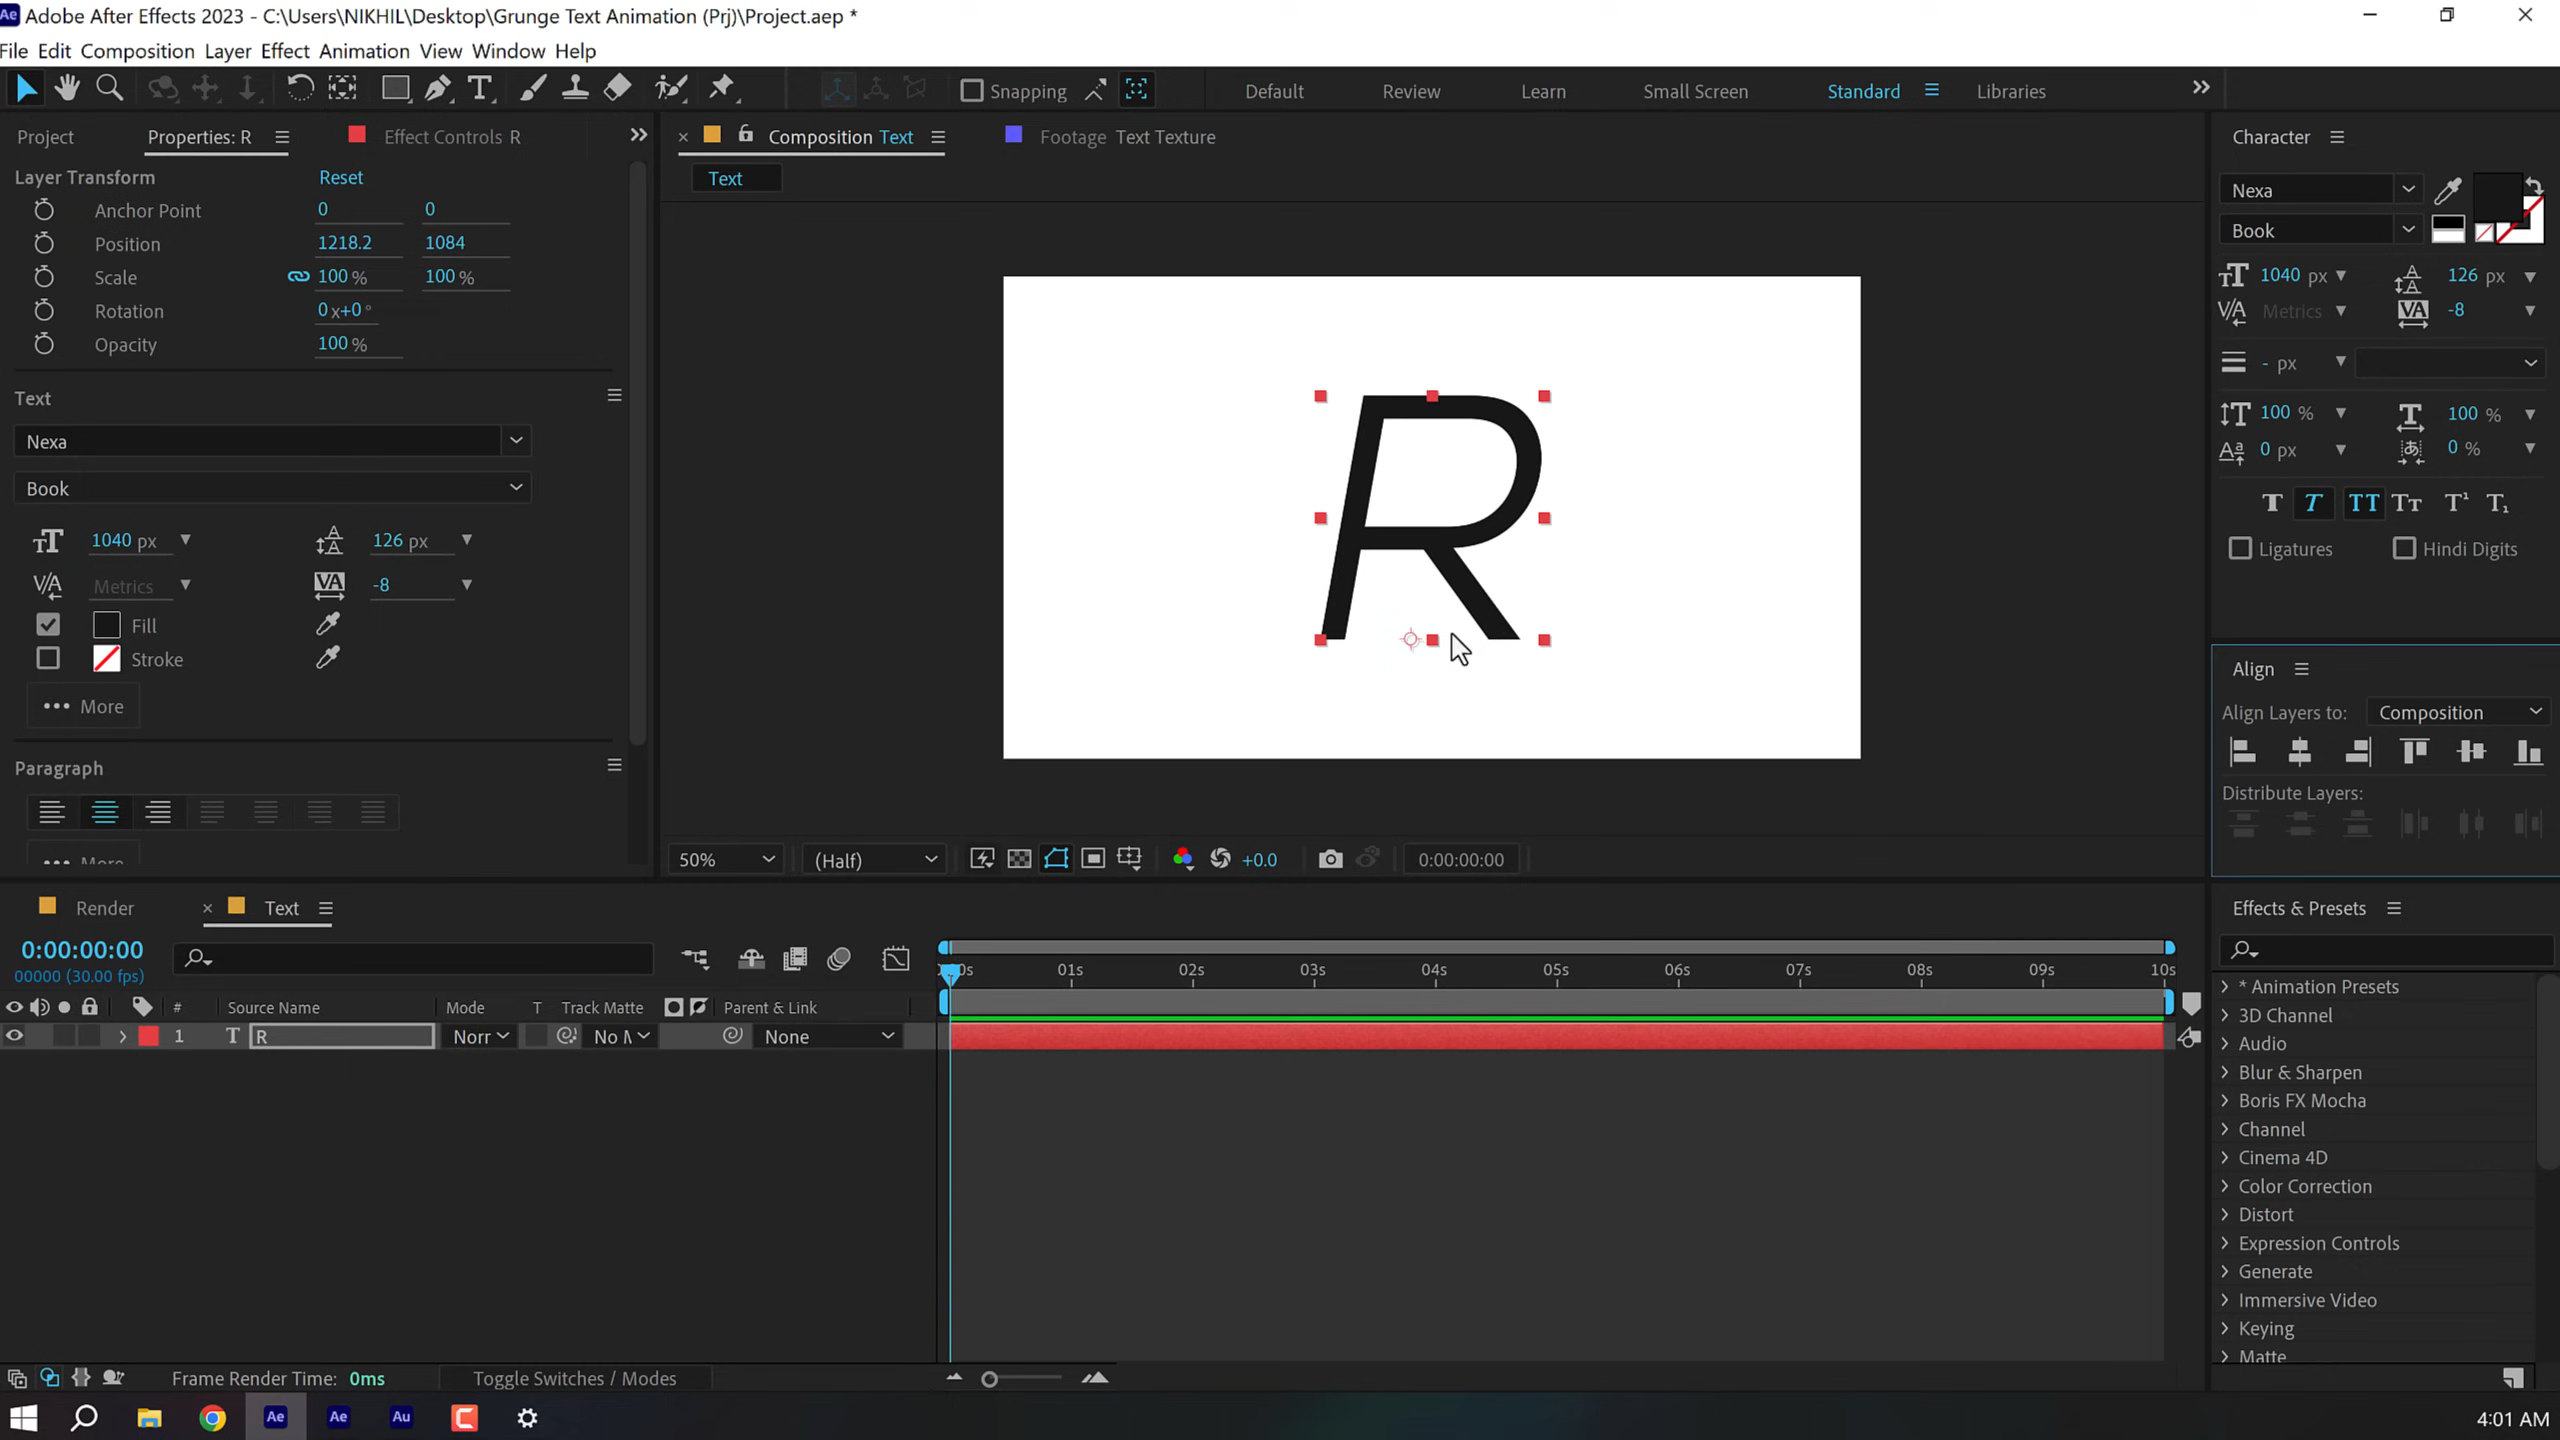 Adobe After Effects 2023 - C:\Users\NIKHIL\Desktop\Grunge Text Animation (Prj)\Project.aep *
File Edit Composition Layer Effect Animation View Window Help
Snapping Default Review Learn Small Screen Standard Libraries
Project Properties: R Effect Controls R
Layer Transform Reset
Anchor Point 0 0
Position 1218.2 1084
Scale 100 % 100 %
Rotation 0 x+0 °
Opacity 100 %
Text
Nexa
Book
1040 px 126 px
Metrics -8
Fill
Stroke
More
Paragraph
More
Composition Text Footage Text Texture
Text
R
50% (Half) +0.0 0:00:00:00
Character
Nexa
Book
1040 px 126 px
Metrics -8
- px
100 % 100 %
0 px 0 %
T T TT Tт T¹ T₁
Ligatures Hindi Digits
Align
Align Layers to: Composition
Distribute Layers:
Render Text
0:00:00:00
00000 (30.00 fps)
# Source Name Mode T Track Matte Parent & Link
1 T R Norr No M None
01s 02s 03s 04s 05s 06s 07s 08s 09s 10s
Frame Render Time: 0ms Toggle Switches / Modes
Effects & Presets
* Animation Presets
3D Channel
Audio
Blur & Sharpen
Boris FX Mocha
Channel
Cinema 4D
Color Correction
Distort
Expression Controls
Generate
Immersive Video
Keying
Matte
Ae Ae Au C 4:01 AM